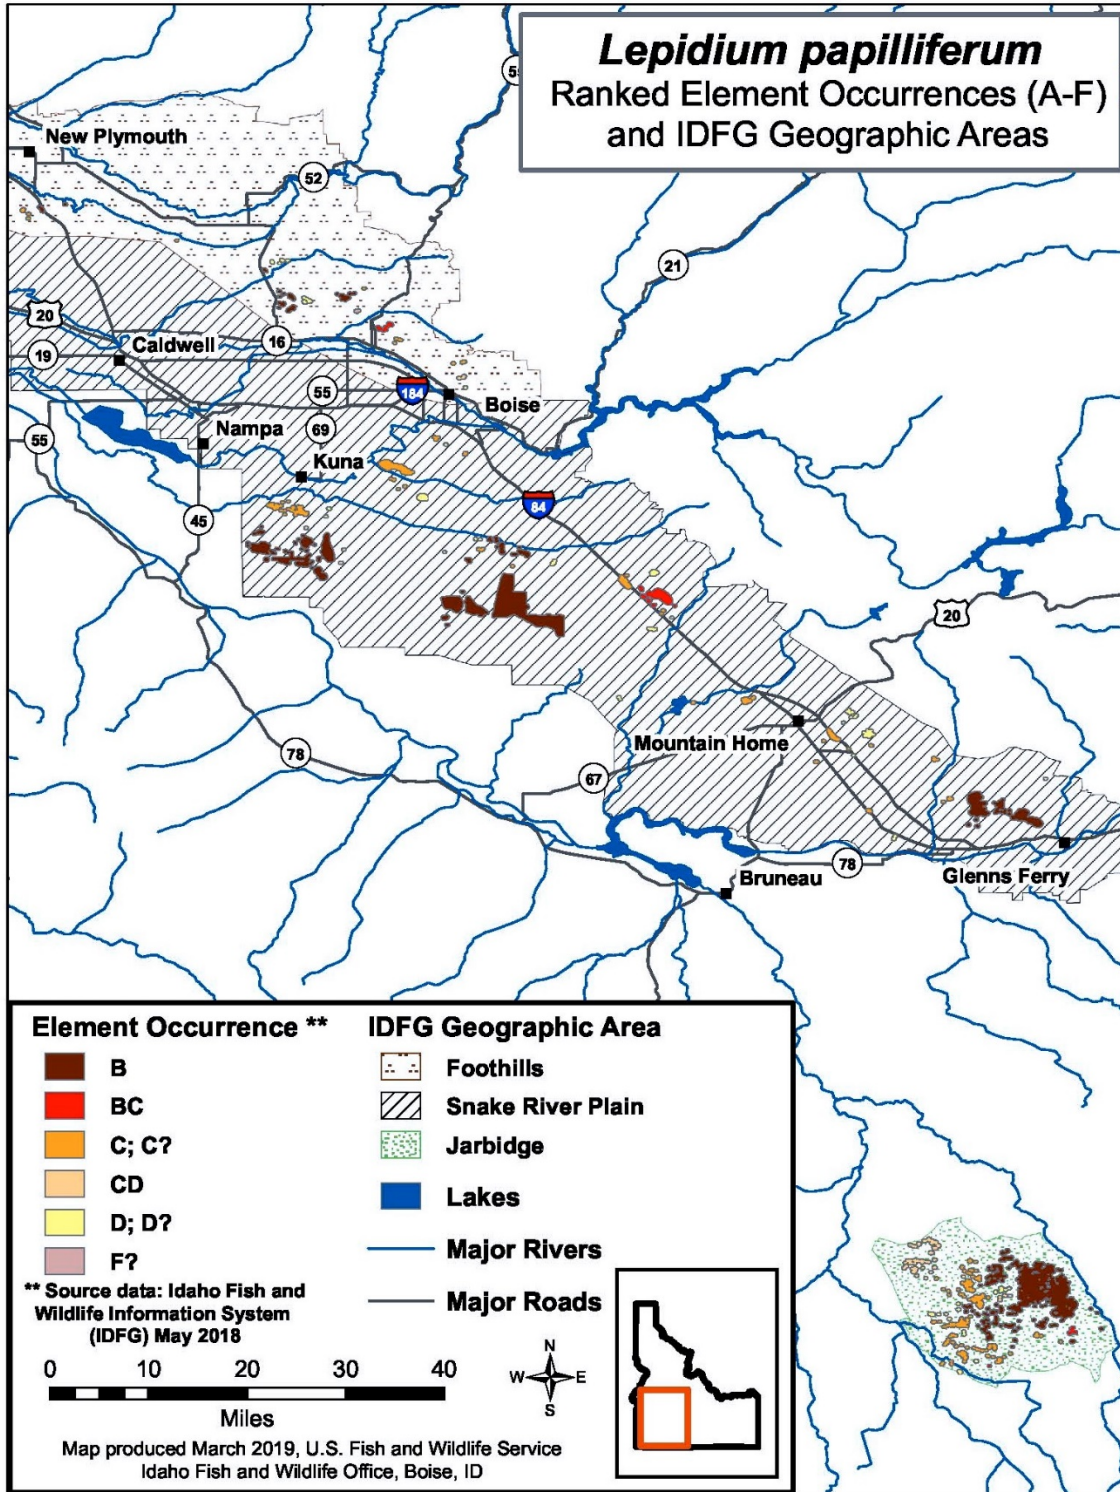 Lepidium papilliferum
Ranked Element Occurrences (A-F)
and IDFG Geographic Areas
55
New Plymouth
52
21
20
Caldwell
16
19
184
55
Boise
Nampa
69
55
Kuna
84
45
20
Mountain Home
78
67
Bruneau
78
Glenns Ferry
Element Occurrence **
B
BC
C; C?
CD
D; D?
F?
** Source data: Idaho Fish and
Wildlife Information System
(IDFG) May 2018
IDFG Geographic Area
Foothills
Snake River Plain
Jarbidge
Lakes
Major Rivers
Major Roads
0 10 20 30 40
Miles
N
W E
S
Map produced March 2019, U.S. Fish and Wildlife Service
Idaho Fish and Wildlife Office, Boise, ID